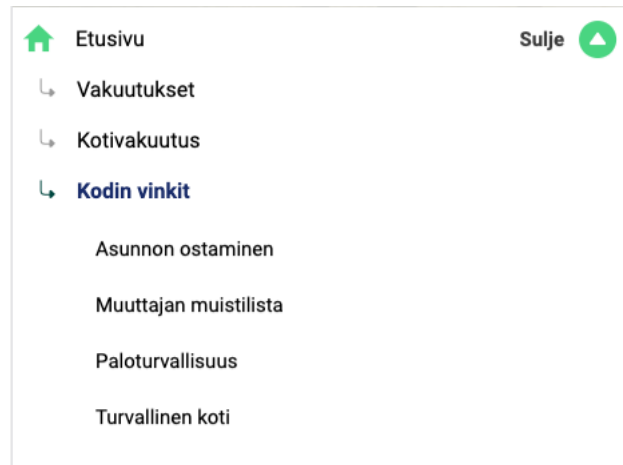 Etusivu
Sulje
Vakuutukset
Kotivakuutus
Kodin vinkit
Asunnon ostaminen
Muuttajan muistilista
Paloturvallisuus
Turvallinen koti